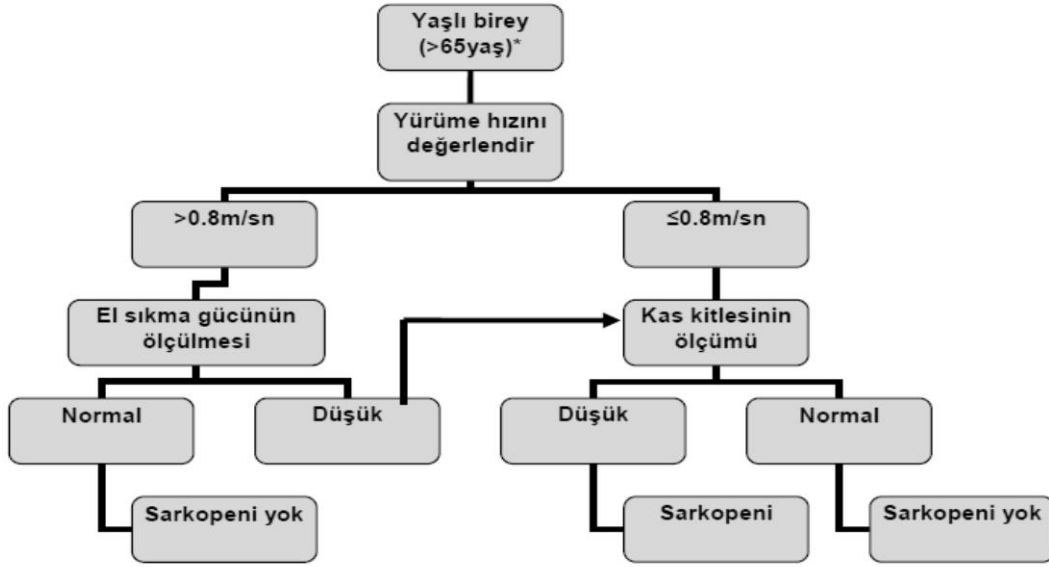 Yaşlı birey
(>65yaş)*
Yürüme hızını
değerlendir
>0.8m/sn
≤0.8m/sn
El sıkma gücünün
ölçülmesi
Kas kitlesinin
ölçümü
Normal
Düşük
Düşük
Normal
Sarkopeni yok
Sarkopeni
Sarkopeni yok